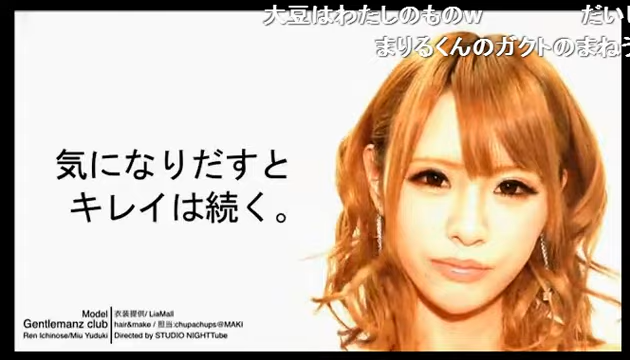 大豆はわたしのものw
だいし
まりるくんのガクトのまねう
気になりだすと
キレイは続く。
Model
Gentlemanz club
Ren Ichinose/Miu Yuduki
衣装提供/ LiaMall
hair&make / 担当:chupachups@MAKI
Directed by STUDIO NIGHTTube